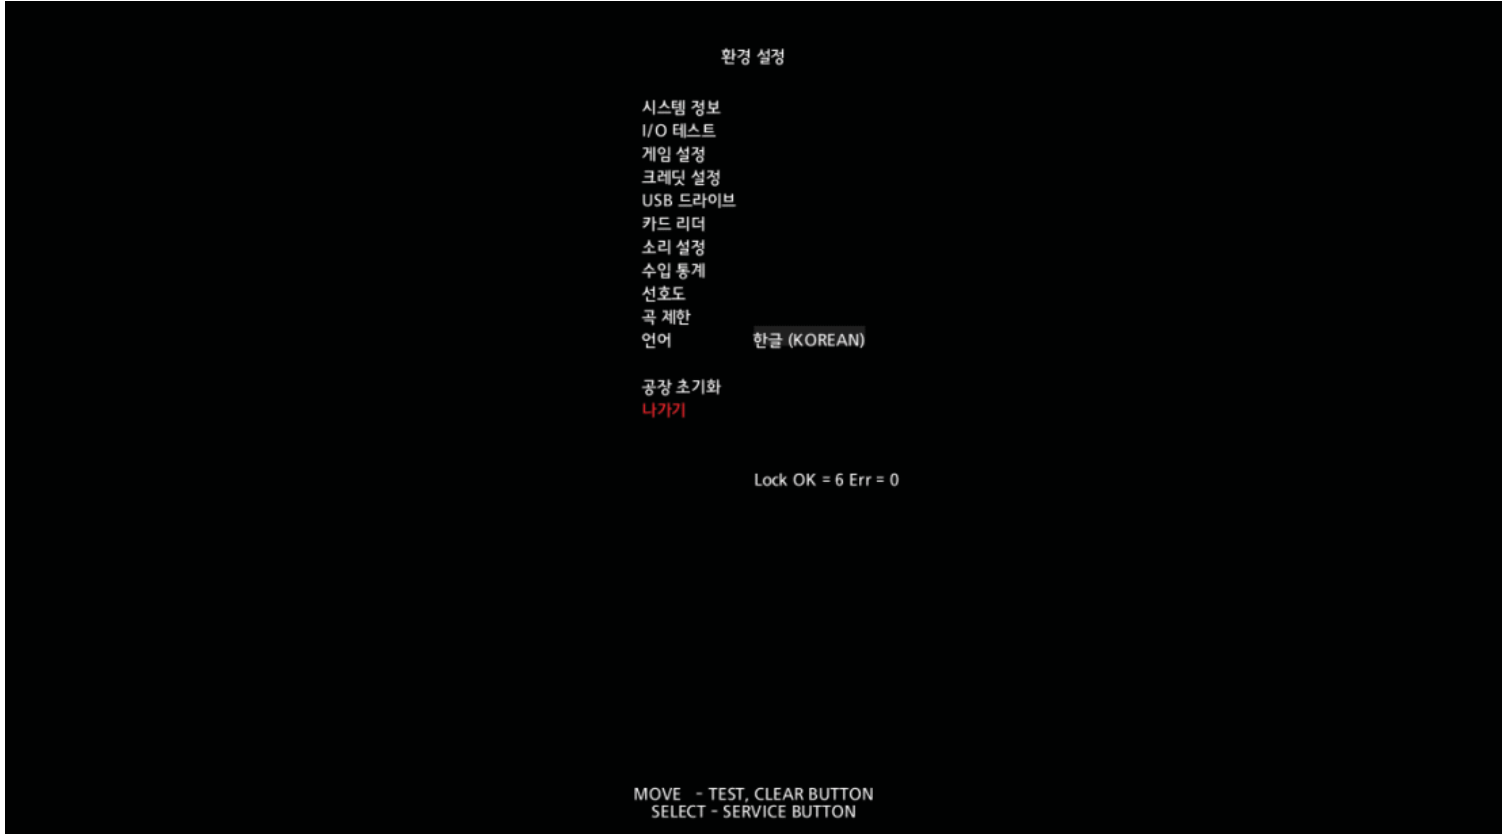 환경 설정
시스템 정보
I/O 테스트
게임 설정
크레딧 설정
USB 드라이브
카드 리더
소리 설정
수입 통계
선호도
곡 제한
언어 한글 (KOREAN)
공장 초기화
나가기
Lock OK = 6 Err = 0
MOVE - TEST, CLEAR BUTTON
SELECT - SERVICE BUTTON